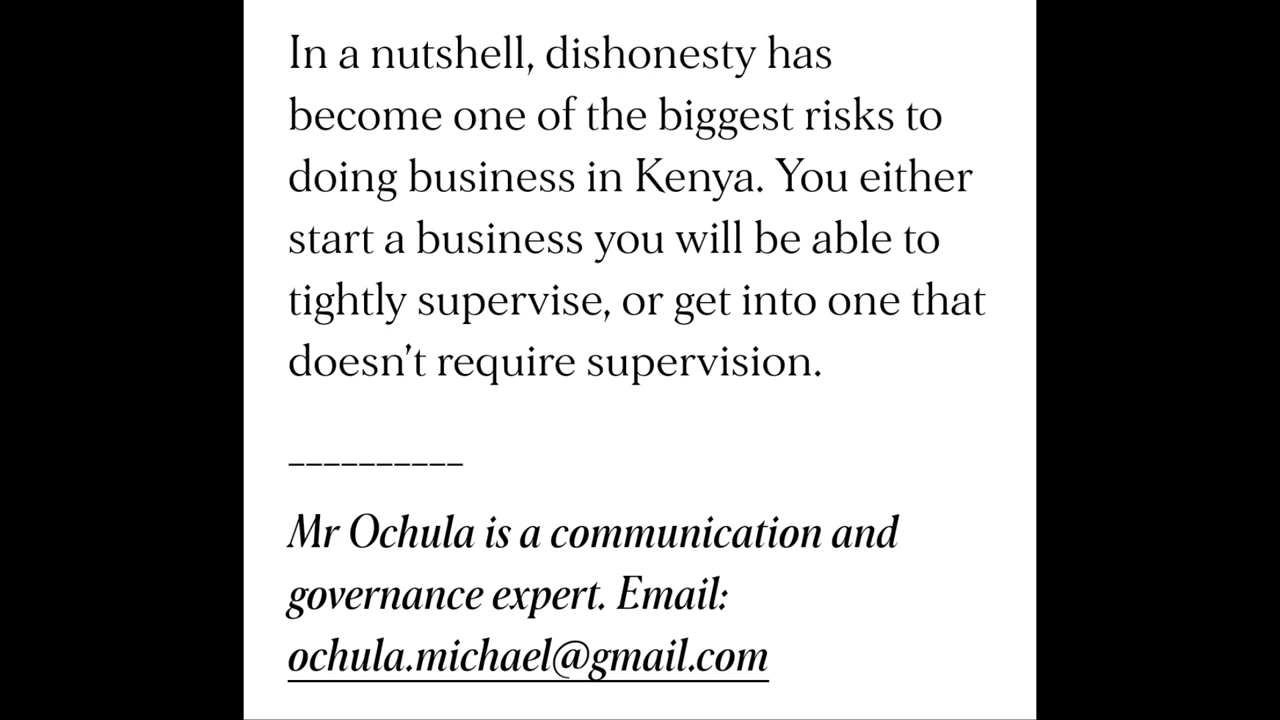 In a nutshell, dishonesty has
become one of the biggest risks to
doing business in Kenya. You either
start a business you will be able to
tightly supervise, or get into one that
doesn't require supervision.
__________
Mr Ochula is a communication and
governance expert. Email:
ochula.michael@gmail.com